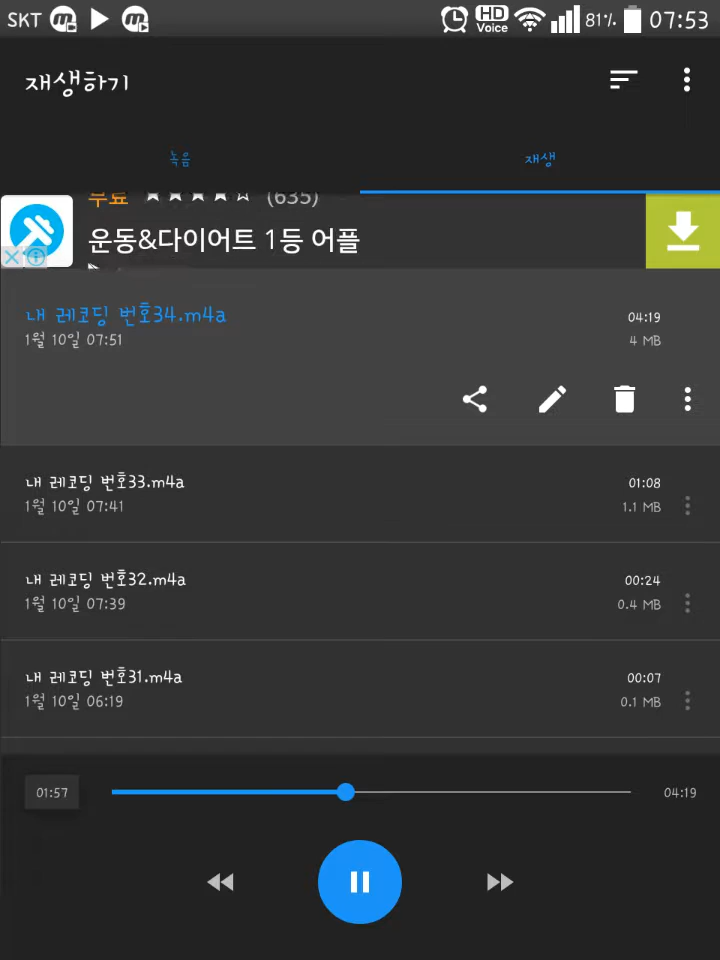 SKT HD Voice 81% 07:53
재생하기
녹음 재생
무료 (635)
운동&다이어트 1등 어플
내 레코딩 번호34.m4a 04:19
1월 10일 07:51 4 MB
내 레코딩 번호33.m4a 01:08
1월 10일 07:41 1.1 MB
내 레코딩 번호32.m4a 00:24
1월 10일 07:39 0.4 MB
내 레코딩 번호31.m4a 00:07
1월 10일 06:19 0.1 MB
01:57 04:19